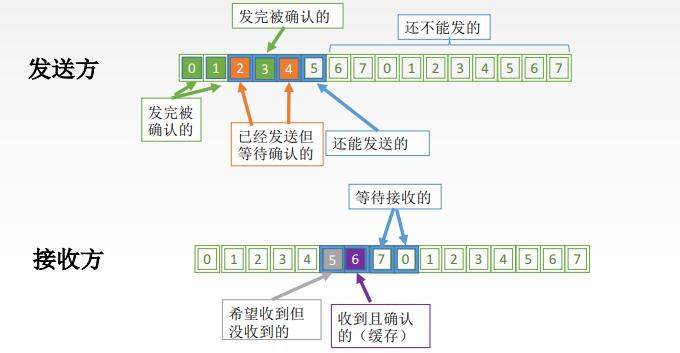 发完被确认的
还不能发的
发送方
0 1 2 3 4 5 6 7 0 1 2 3 4 5 6 7
发完被
确认的
已经发送但
等待确认的
还能发送的
等待接收的
接收方
0 1 2 3 4 5 6 7 0 1 2 3 4 5 6 7
希望收到但
没收到的
收到且确认
的（缓存）